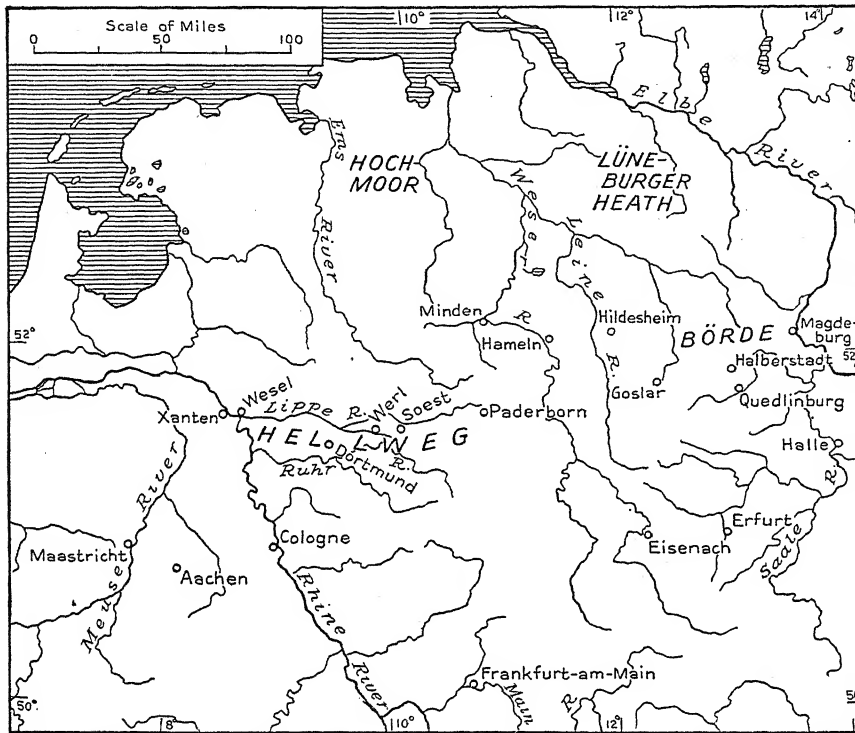 Scale of Miles
0 50 100
10° 12° 14°
Elbe
River
Ems
River
HOCH-
MOOR
LÜNE-
BURGER
HEATH
Weser
R.
Leine
R.
52°
Minden
Hameln
Hildesheim
BÖRDE
Magde-
burg
52
Halberstadt
Goslar
Quedlinburg
Wesel
Xanten
Lippe R.
Werl
Soest
Paderborn
HELLWEG
Dortmund
Ruhr R.
Halle
Meuse River
Maastricht
Aachen
Cologne
Rhine
River
Eisenach
Erfurt
Saale R.
Frankfurt-am-Main
Main
R.
50°
50
8° 10° 12°